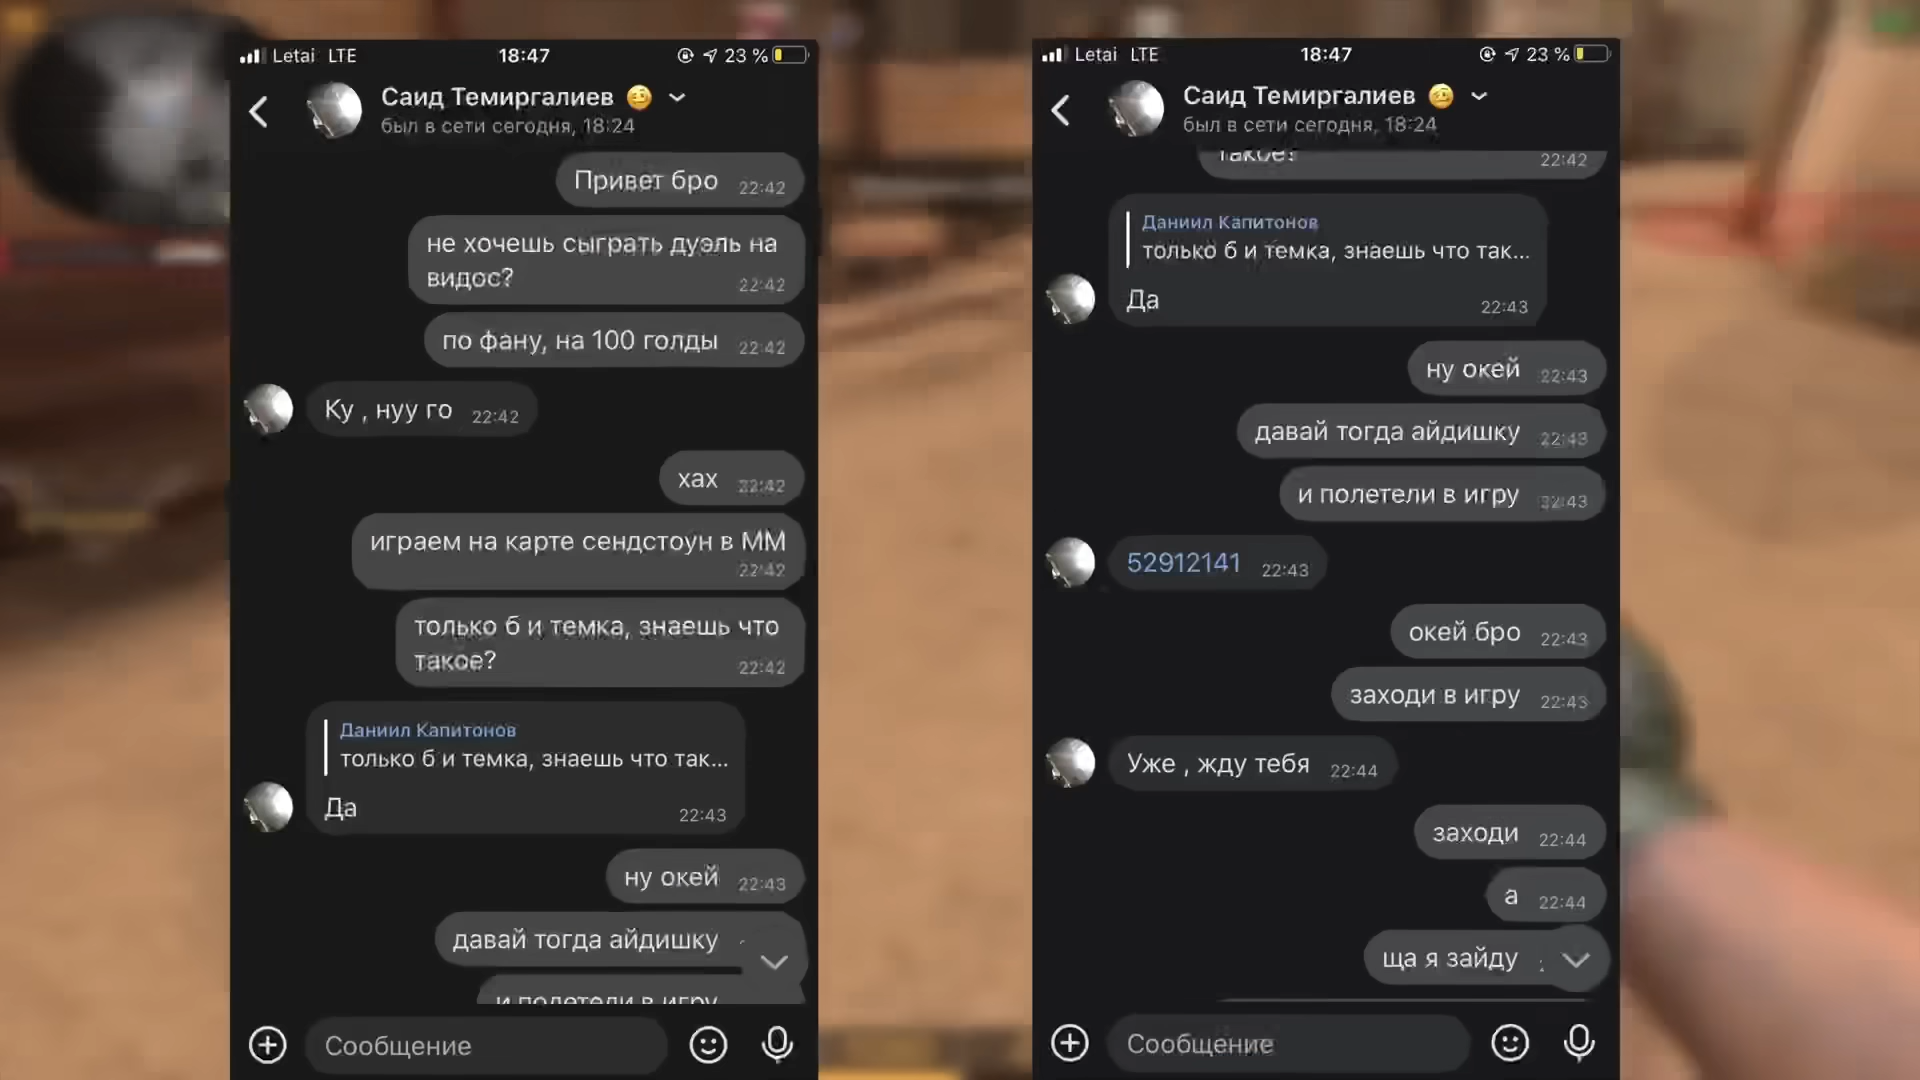 Letai LTE 18:47 23 %
Саид Темиргалиев
был в сети сегодня, 18:24
Привет бро 22:42
не хочешь сыграть дуэль на
видос? 22:42
по фану, на 100 голды 22:42
Ку , нуу го 22:42
хах 22:42
играем на карте сендстоун в ММ
22:42
только б и темка, знаешь что
такое? 22:42
Даниил Капитонов
только б и темка, знаешь что так...
Да 22:43
ну окей 22:43
давай тогда айдишку
и полетели в игру
Сообщение
Letai LTE 18:47 23 %
Саид Темиргалиев
был в сети сегодня, 18:24
такое? 22:42
Даниил Капитонов
только б и темка, знаешь что так...
Да 22:43
ну окей 22:43
давай тогда айдишку 22:43
и полетели в игру 22:43
52912141 22:43
окей бро 22:43
заходи в игру 22:43
Уже , жду тебя 22:44
заходи 22:44
а 22:44
ща я зайду
Сообщение